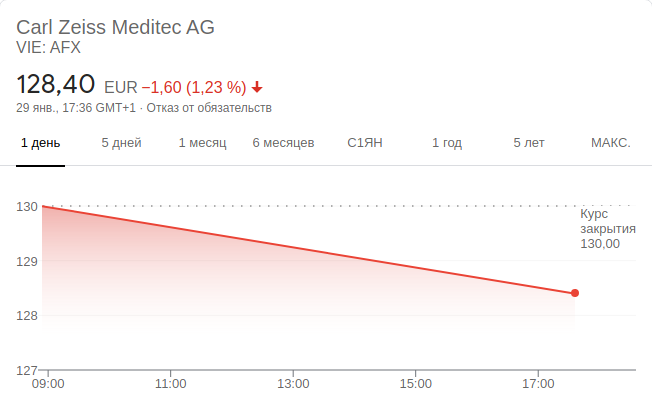 Carl Zeiss Meditec AG
VIE: AFX
128,40 EUR −1,60 (1,23 %)
29 янв., 17:36 GMT+1 · Отказ от обязательств
1 день 5 дней 1 месяц 6 месяцев С1ЯН 1 год 5 лет МАКС.
130
Курс
закрытия
130,00
129
128
127
09:00 11:00 13:00 15:00 17:00